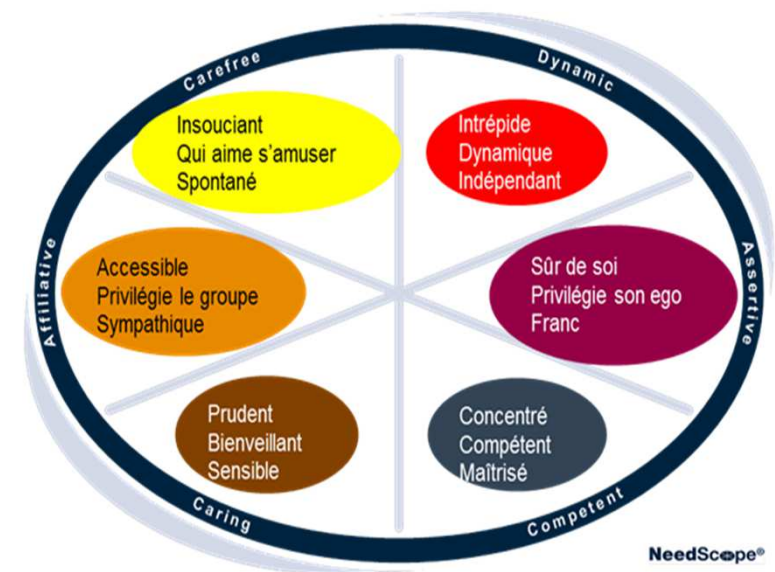 Carefree
Dynamic
Insouciant
Qui aime s’amuser
Spontané
Intrépide
Dynamique
Indépendant
Affiliative
Accessible
Privilégie le groupe
Sympathique
Sûr de soi
Privilégie son ego
Franc
Assertive
Prudent
Bienveillant
Sensible
Concentré
Compétent
Maîtrisé
Caring
Competent
NeedScope®